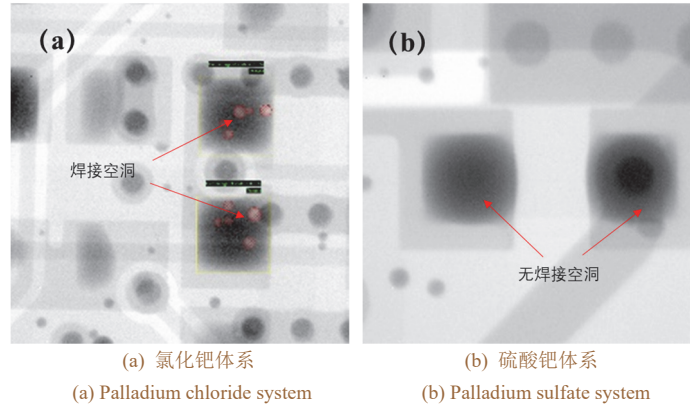 (a)
(b)
焊接空洞
无焊接空洞
(a) 氯化钯体系
(b) 硫酸钯体系
(a) Palladium chloride system
(b) Palladium sulfate system